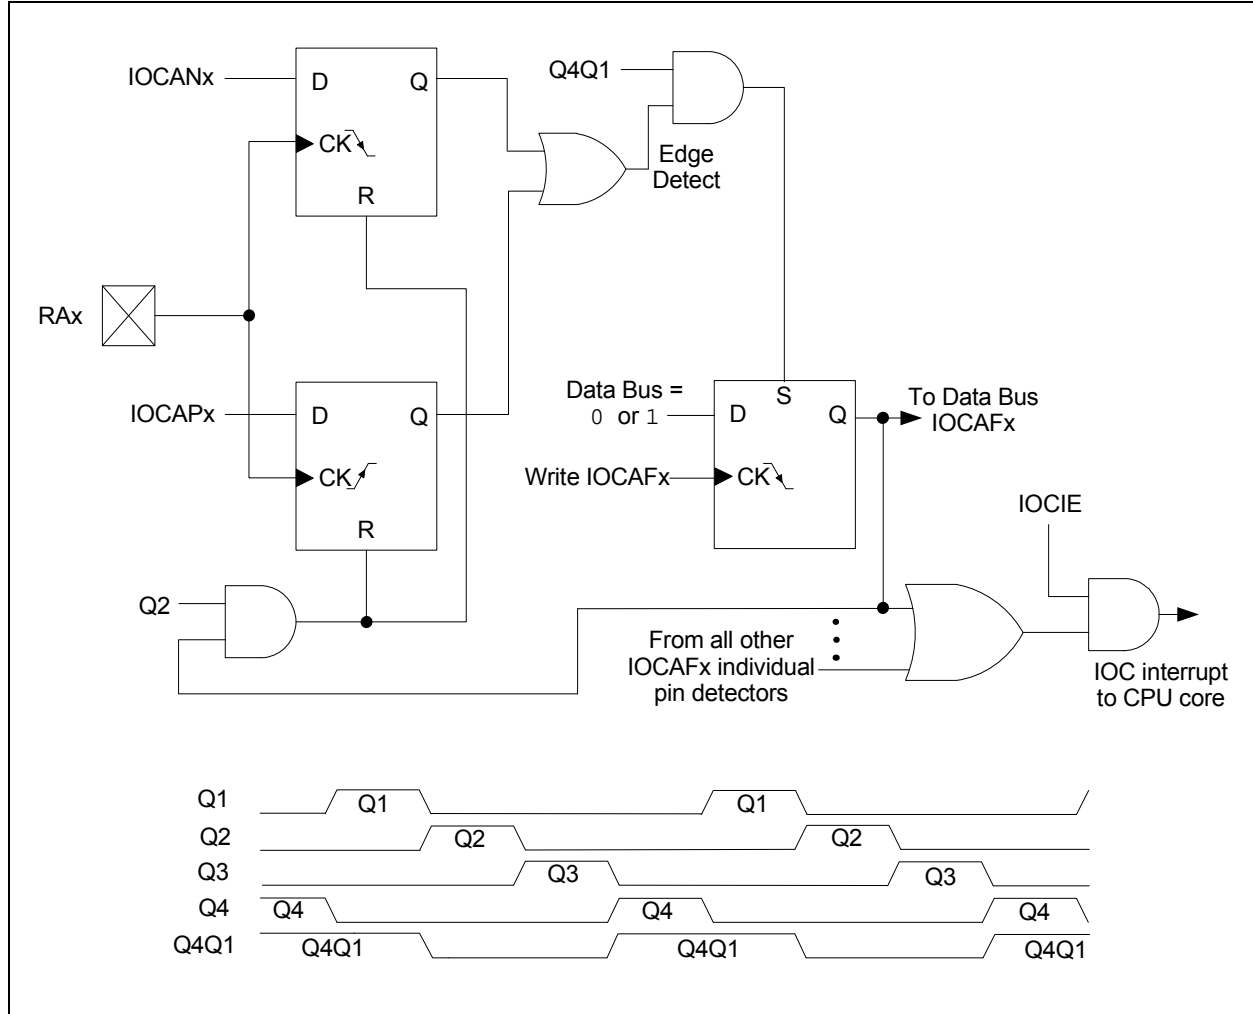 IOCANx
D
Q
CK
R
Q4Q1
Edge
Detect
RAx
IOCAPx
D
Q
CK
R
Data Bus =
0 or 1
S
D
Q
To Data Bus
IOCAFx
Write IOCAFx
CK
IOCIE
Q2
From all other
IOCAFx individual
pin detectors
IOC interrupt
to CPU core
Q1 Q1 Q1
Q2 Q2 Q2
Q3 Q3 Q3
Q4 Q4 Q4 Q4
Q4Q1 Q4Q1 Q4Q1 Q4Q1